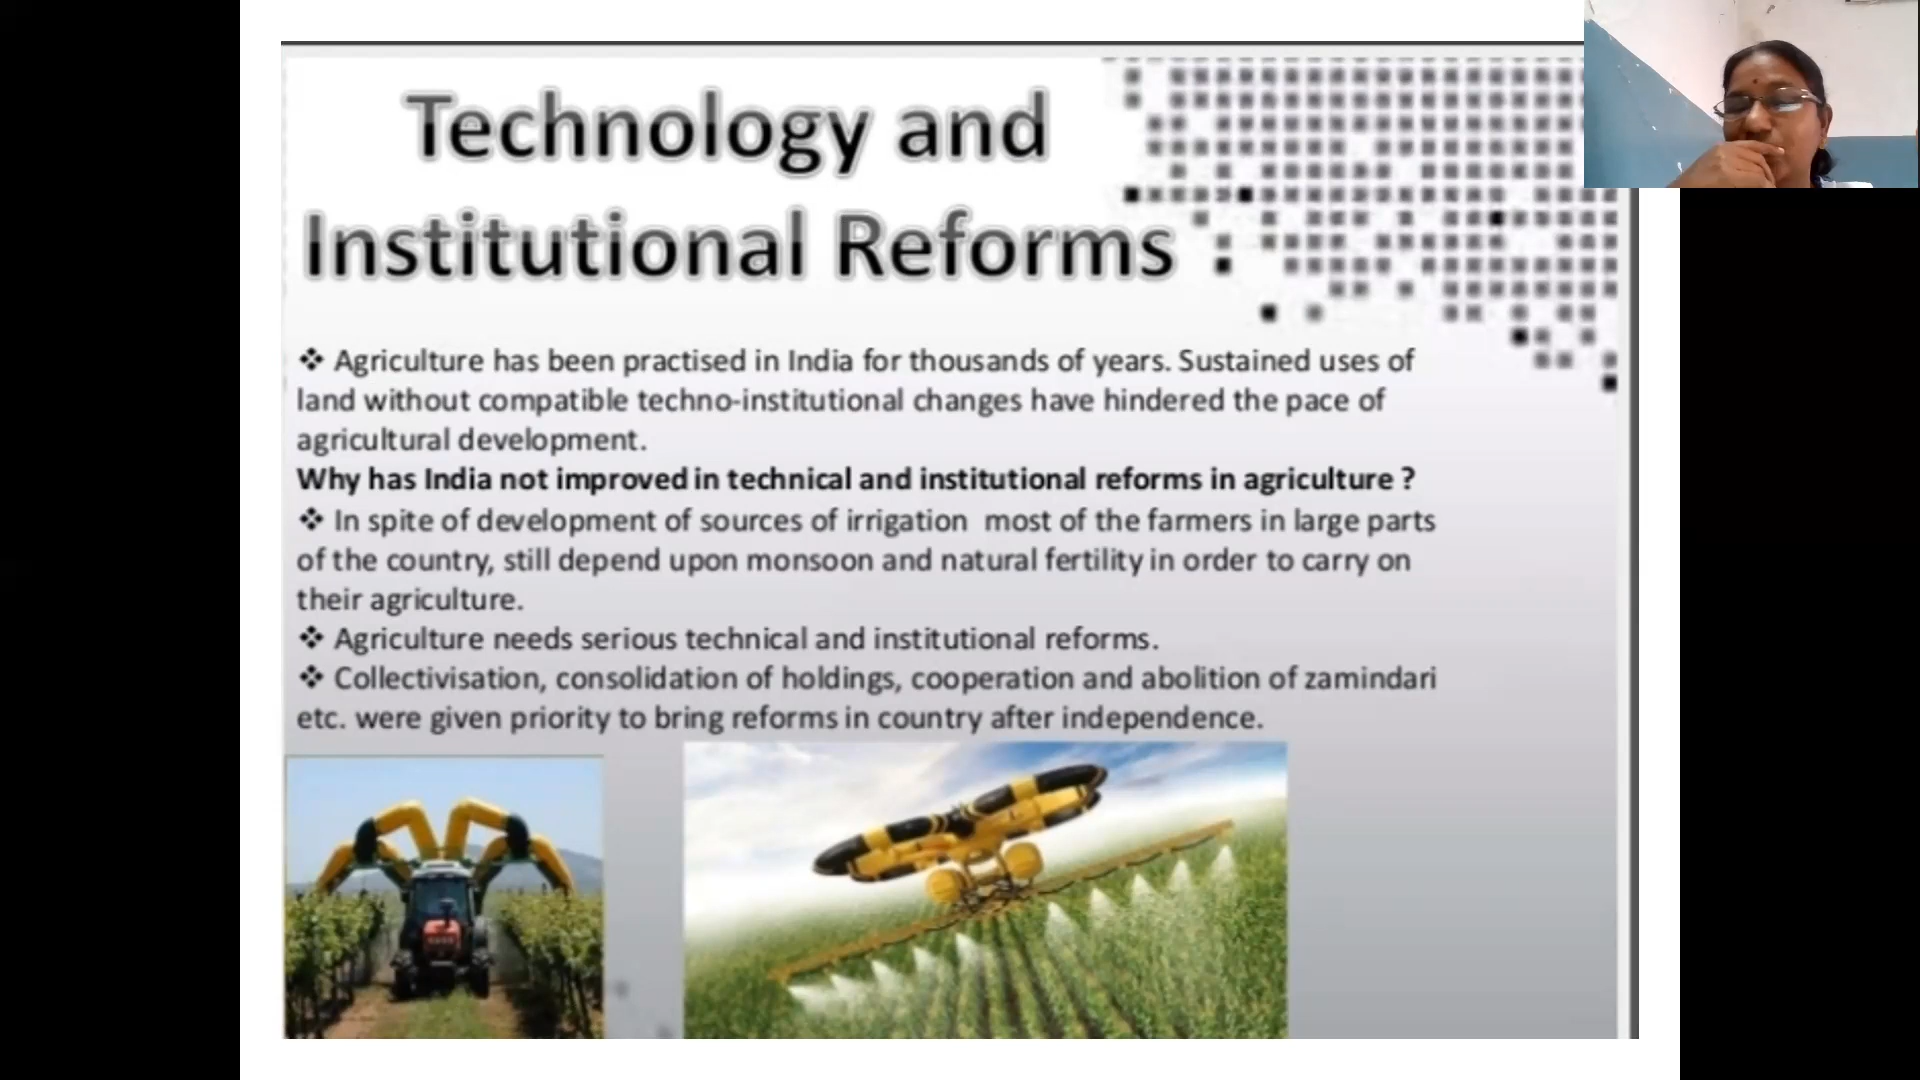 Technology and
Institutional Reforms
❖ Agriculture has been practised in India for thousands of years. Sustained uses of
land without compatible techno-institutional changes have hindered the pace of
agricultural development.
Why has India not improved in technical and institutional reforms in agriculture ?
❖ In spite of development of sources of irrigation most of the farmers in large parts
of the country, still depend upon monsoon and natural fertility in order to carry on
their agriculture.
❖ Agriculture needs serious technical and institutional reforms.
❖ Collectivisation, consolidation of holdings, cooperation and abolition of zamindari
etc. were given priority to bring reforms in country after independence.